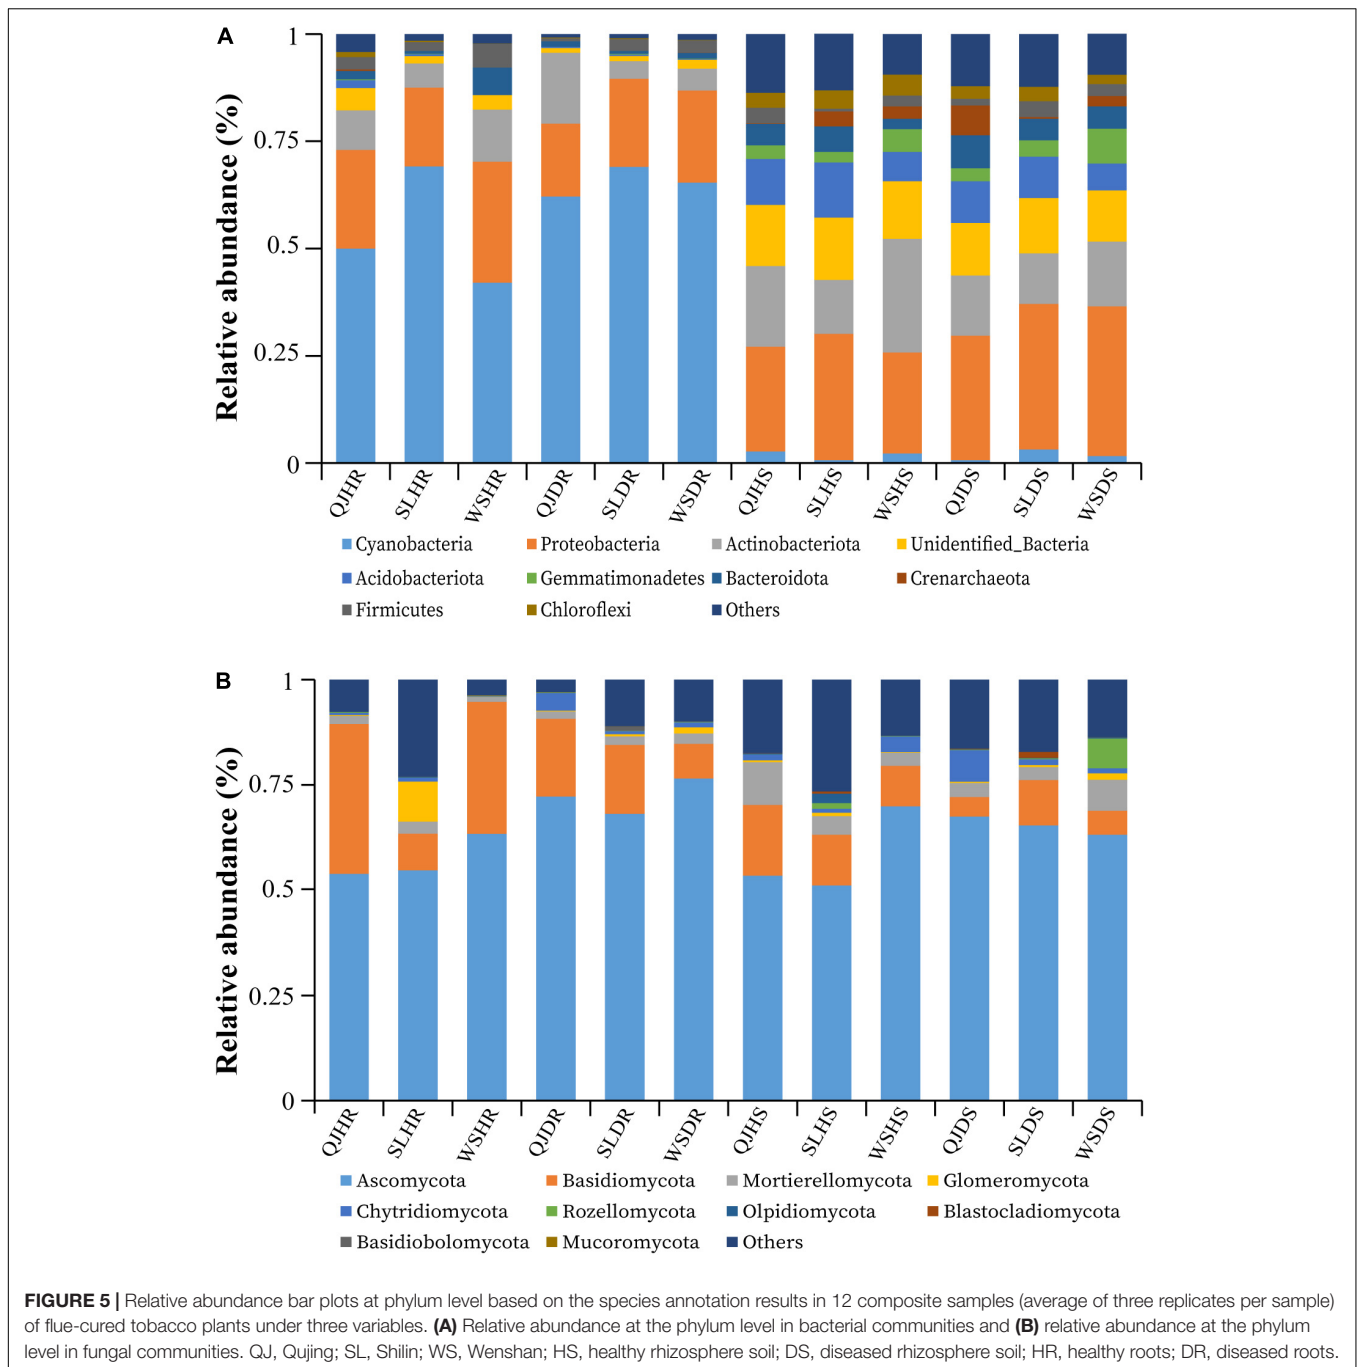 A
Relative abundance (%)
1
0.75
0.5
0.25
0
QJHR SLHR WSHR QJDR SLDR WSDR QJHS SLHS WSHS QJDS SLDS WSDS
Cyanobacteria Proteobacteria Actinobacteriota Unidentified_Bacteria
Acidobacteriota Gemmatimonadetes Bacteroidota Crenarchaeota
Firmicutes Chloroflexi Others
B
Relative abundance (%)
1
0.75
0.5
0.25
0
QJHR SLHR WSHR QJDR SLDR WSDR QJHS SLHS WSHS QJDS SLDS WSDS
Ascomycota Basidiomycota Mortierellomycota Glomeromycota
Chytridiomycota Rozellomycota Olpidiomycota Blastocladiomycota
Basidiobolomycota Mucoromycota Others
FIGURE 5 | Relative abundance bar plots at phylum level based on the species annotation results in 12 composite samples (average of three replicates per sample)
of flue-cured tobacco plants under three variables. (A) Relative abundance at the phylum level in bacterial communities and (B) relative abundance at the phylum
level in fungal communities. QJ, Qujing; SL, Shilin; WS, Wenshan; HS, healthy rhizosphere soil; DS, diseased rhizosphere soil; HR, healthy roots; DR, diseased roots.